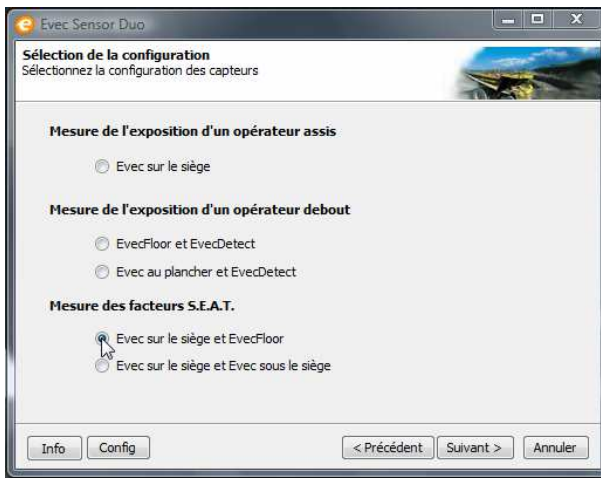 Evec Sensor Duo
Sélection de la configuration
Sélectionnez la configuration des capteurs
Mesure de l'exposition d'un opérateur assis
Evec sur le siège
Mesure de l'exposition d'un opérateur debout
EvecFloor et EvecDetect
Evec au plancher et EvecDetect
Mesure des facteurs S.E.A.T.
Evec sur le siège et EvecFloor
Evec sur le siège et Evec sous le siège
Info Config < Précédent Suivant > Annuler